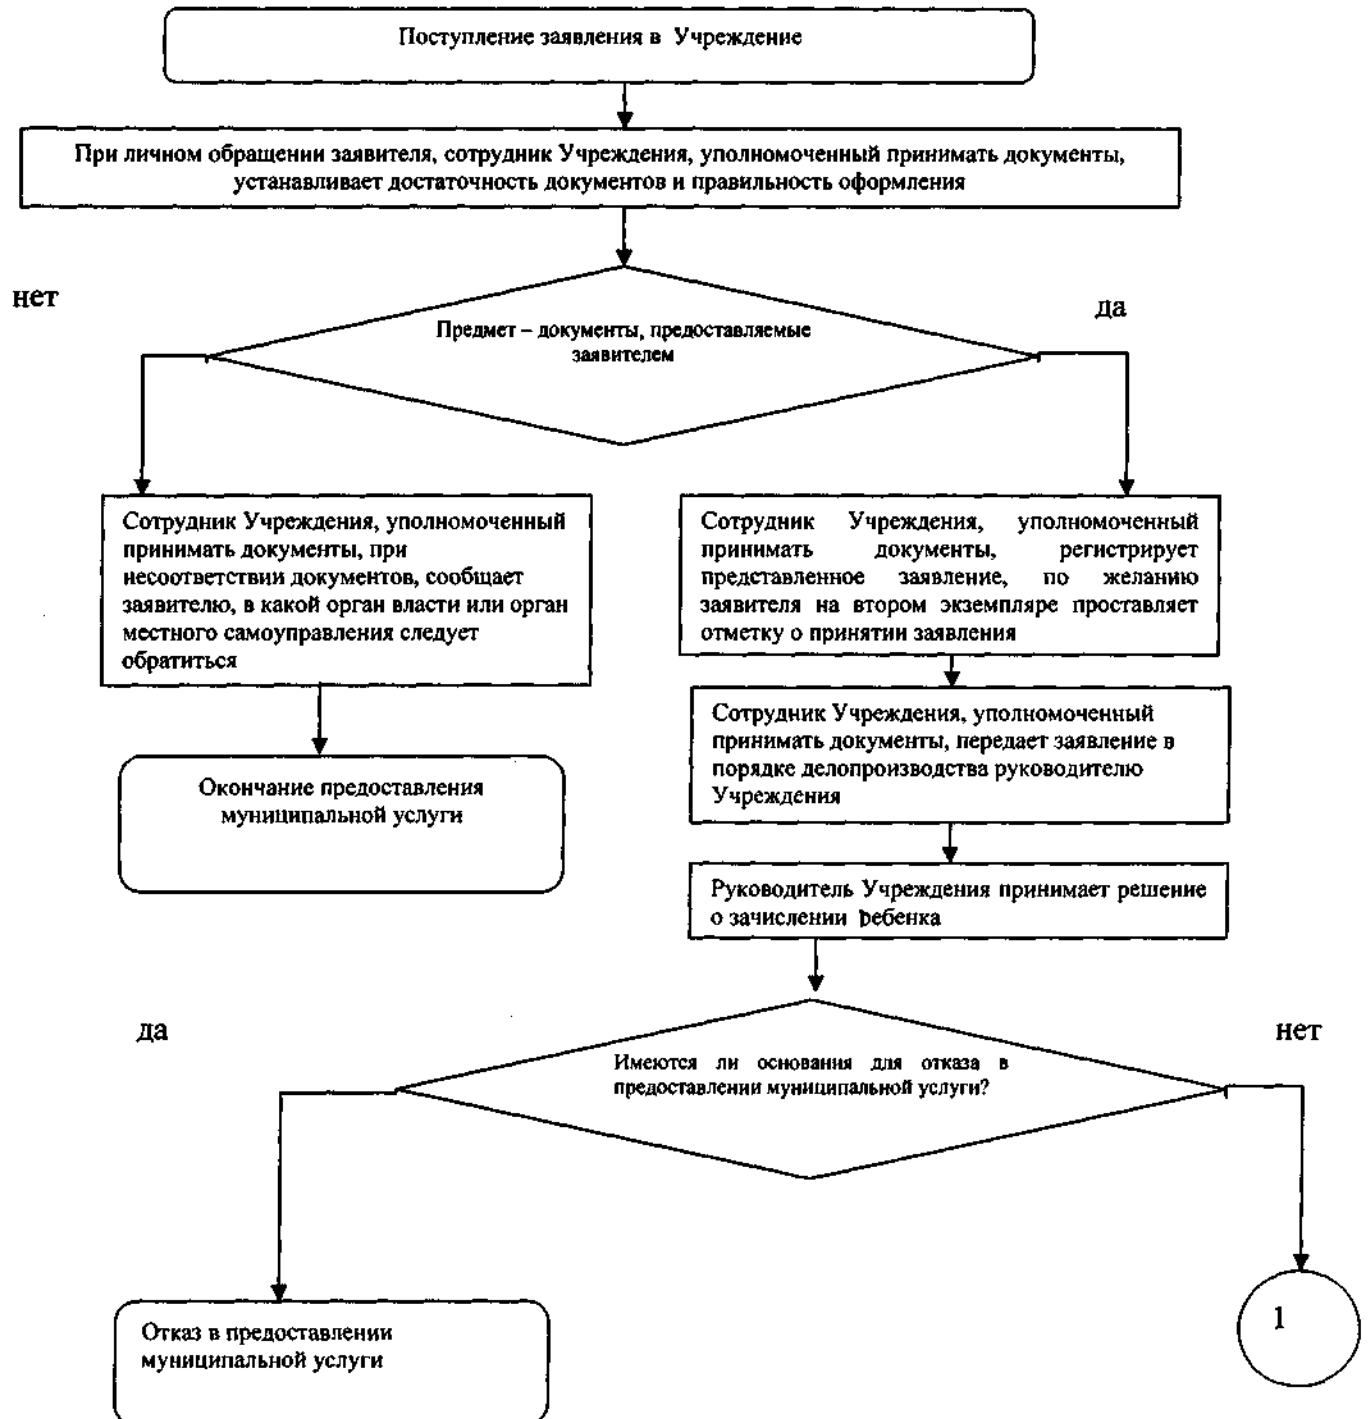 Поступление заявления в Учреждение
При личном обращении заявителя, сотрудник Учреждения, уполномоченный принимать документы,
устанавливает достаточность документов и правильность оформления
нет
да
Предмет – документы, предоставляемые
заявителем
Сотрудник Учреждения, уполномоченный
принимать документы, при
несоответствии документов, сообщает
заявителю, в какой орган власти или орган
местного самоуправления следует
обратиться
Сотрудник Учреждения, уполномоченный
принимать документы, регистрирует
представленное заявление, по желанию
заявителя на втором экземпляре проставляет
отметку о принятии заявления
Окончание предоставления
муниципальной услуги
Сотрудник Учреждения, уполномоченный
принимать документы, передает заявление в
порядке делопроизводства руководителю
Учреждения
Руководитель Учреждения принимает решение
о зачислении ребенка
да
нет
Имеются ли основания для отказа в
предоставлении муниципальной услуги?
Отказ в предоставлении
муниципальной услуги
1